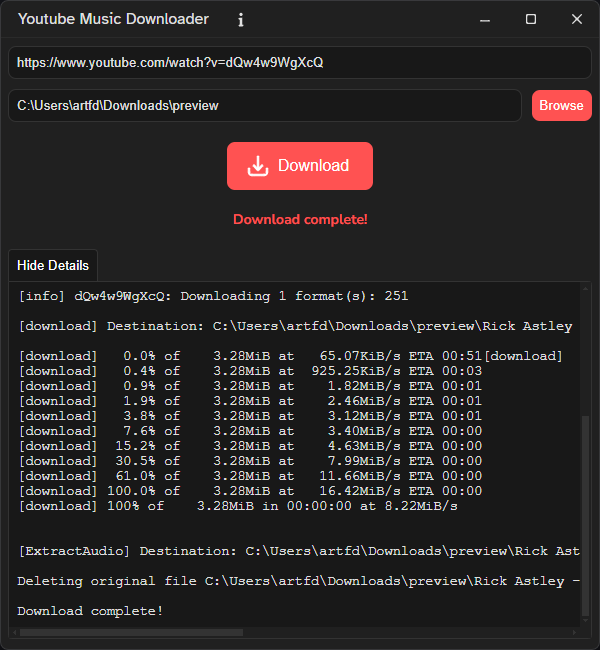 Youtube Music Downloader
https://www.youtube.com/watch?v=dQw4w9WgXcQ
C:\Users\artfd\Downloads\preview
Browse
Download
Download complete!
Hide Details
[info] dQw4w9WgXcQ: Downloading 1 format(s): 251
[download] Destination: C:\Users\artfd\Downloads\preview\Rick Astley
[download]   0.0% of    3.28MiB at   65.07KiB/s ETA 00:51[download]
[download]   0.4% of    3.28MiB at  925.25KiB/s ETA 00:03
[download]   0.9% of    3.28MiB at    1.82MiB/s ETA 00:01
[download]   1.9% of    3.28MiB at    2.46MiB/s ETA 00:01
[download]   3.8% of    3.28MiB at    3.12MiB/s ETA 00:01
[download]   7.6% of    3.28MiB at    3.40MiB/s ETA 00:00
[download]  15.2% of    3.28MiB at    4.63MiB/s ETA 00:00
[download]  30.5% of    3.28MiB at    7.99MiB/s ETA 00:00
[download]  61.0% of    3.28MiB at   11.66MiB/s ETA 00:00
[download] 100.0% of    3.28MiB at   16.42MiB/s ETA 00:00
[download] 100% of    3.28MiB in 00:00:00 at 8.22MiB/s
[ExtractAudio] Destination: C:\Users\artfd\Downloads\preview\Rick Ast
Deleting original file C:\Users\artfd\Downloads\preview\Rick Astley -
Download complete!